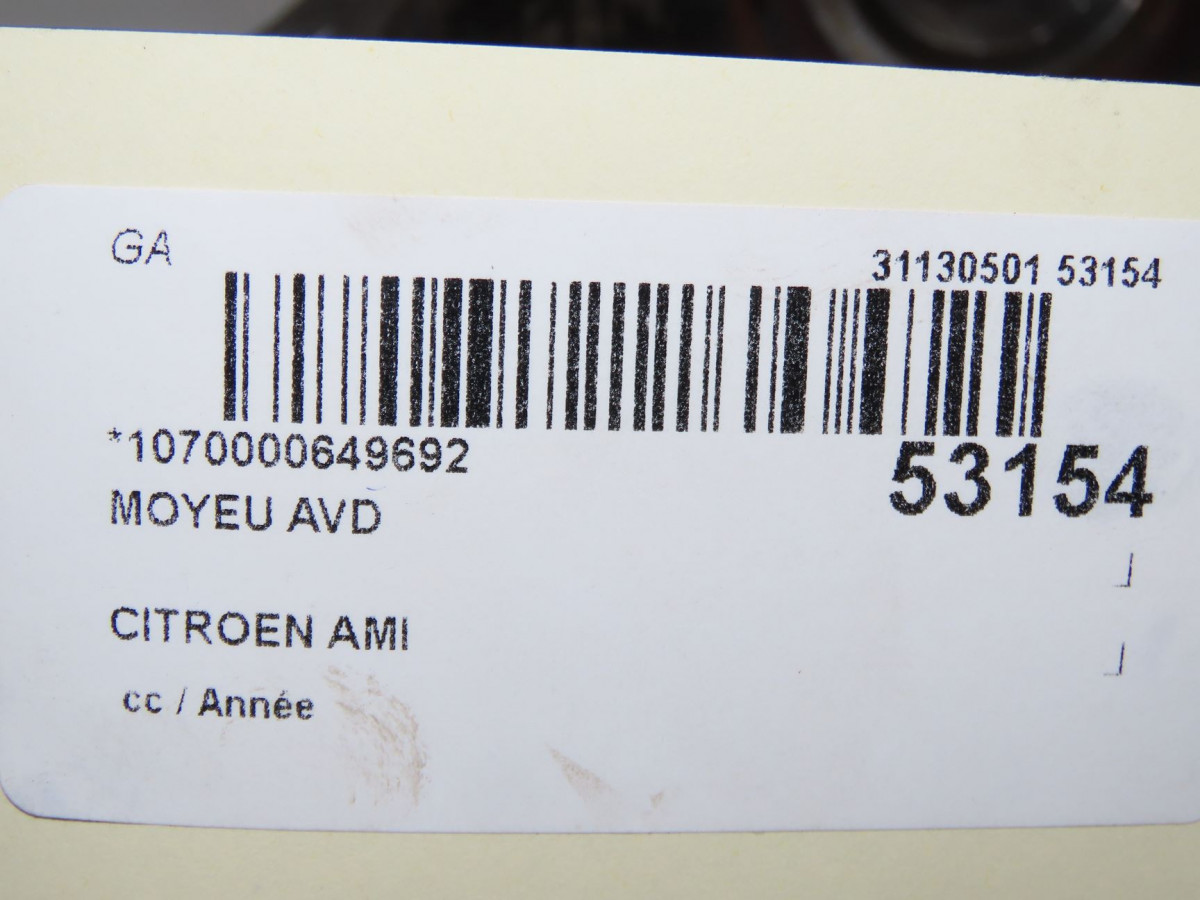 GA
31130501 53154
*1070000649692
53154
MOYEU AVD
CITROEN AMI
cc / Année